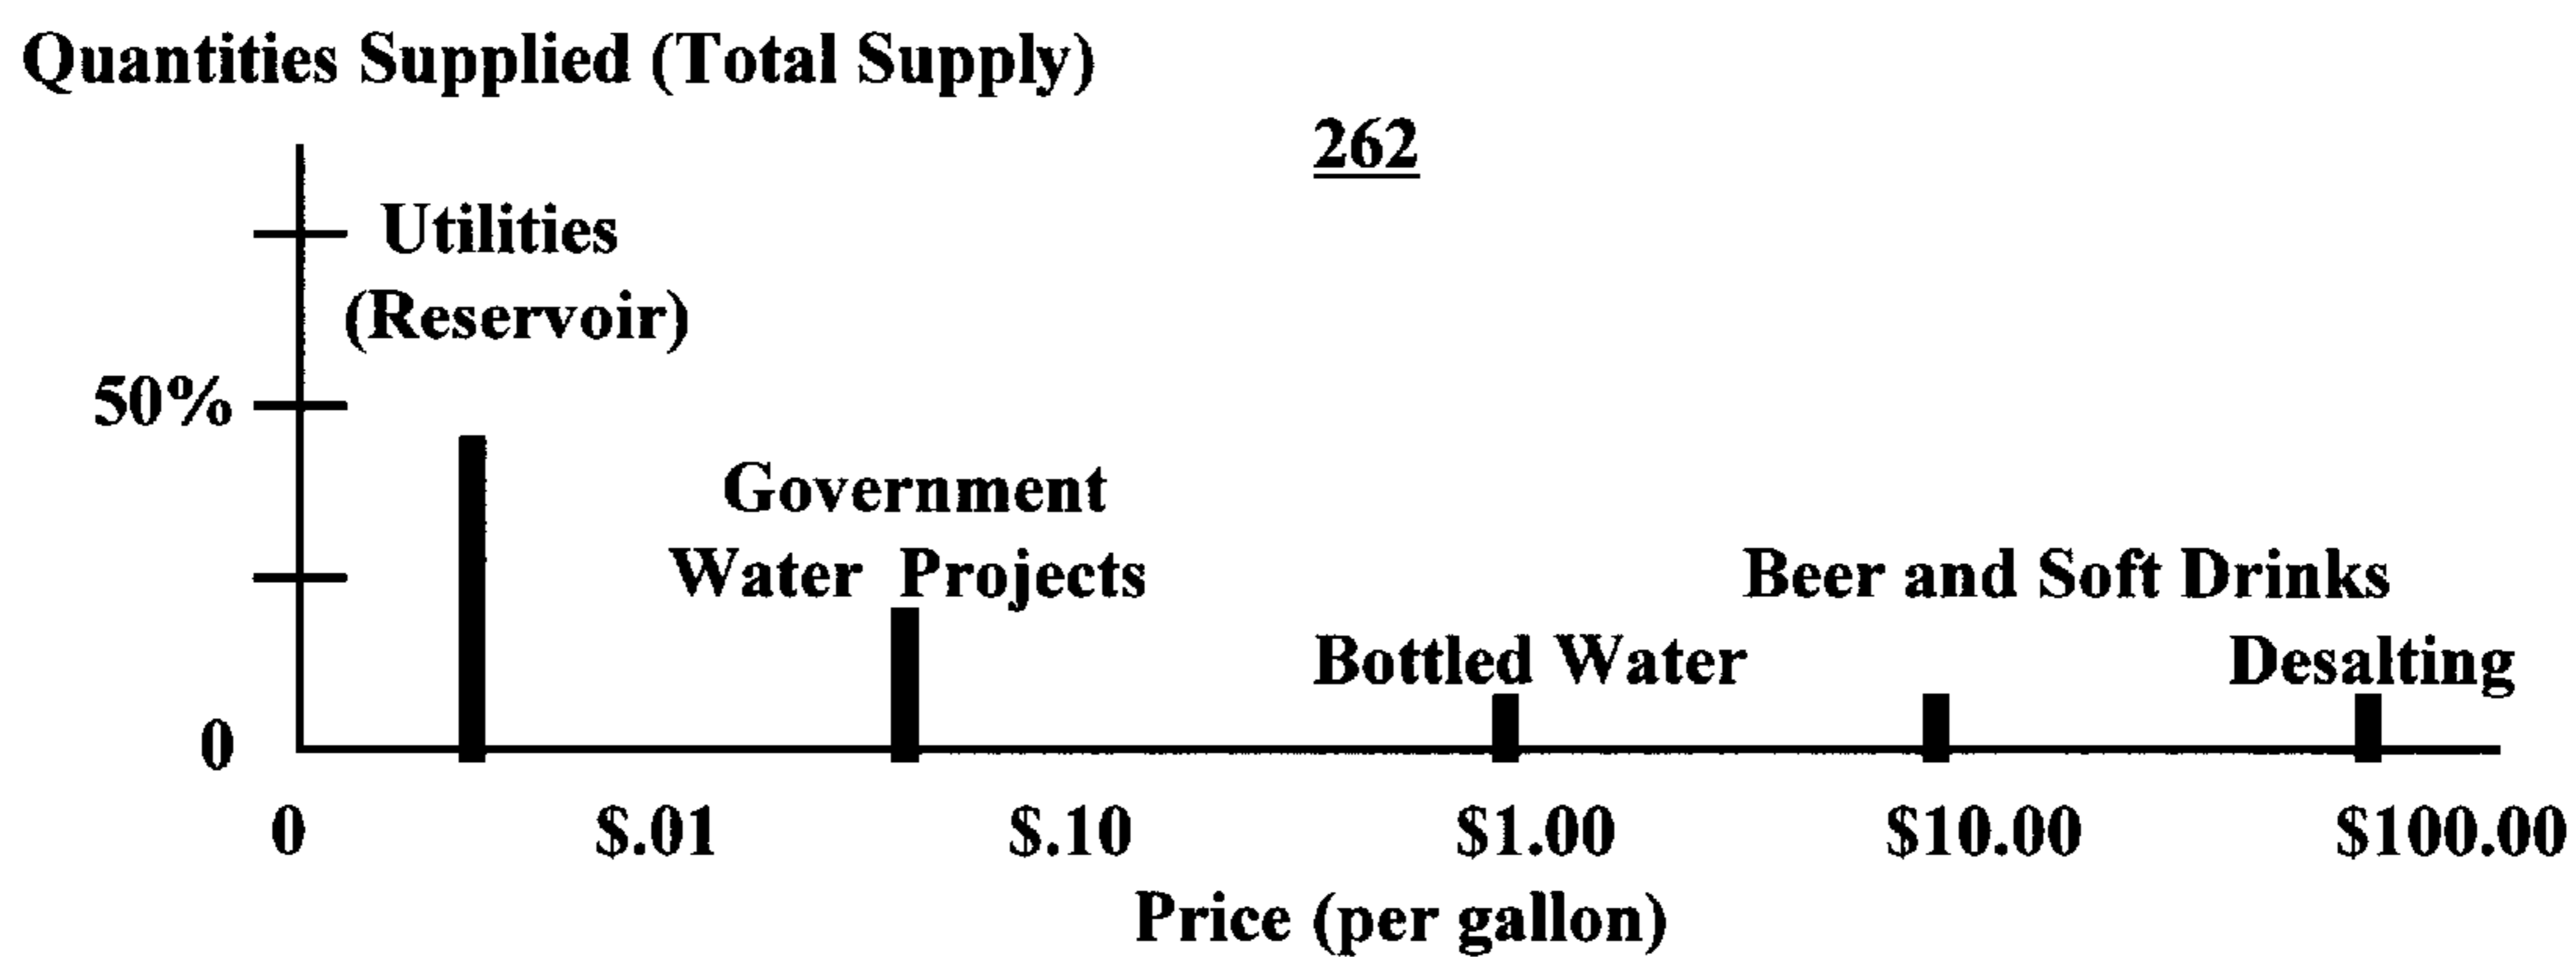 Quantities Supplied (Total Supply)
262
Utilities
(Reservoir)
50%
Government
Water Projects
Beer and Soft Drinks
Bottled Water
Desalting
0
0 $.01 $.10 $1.00 $10.00 $100.00
Price (per gallon)